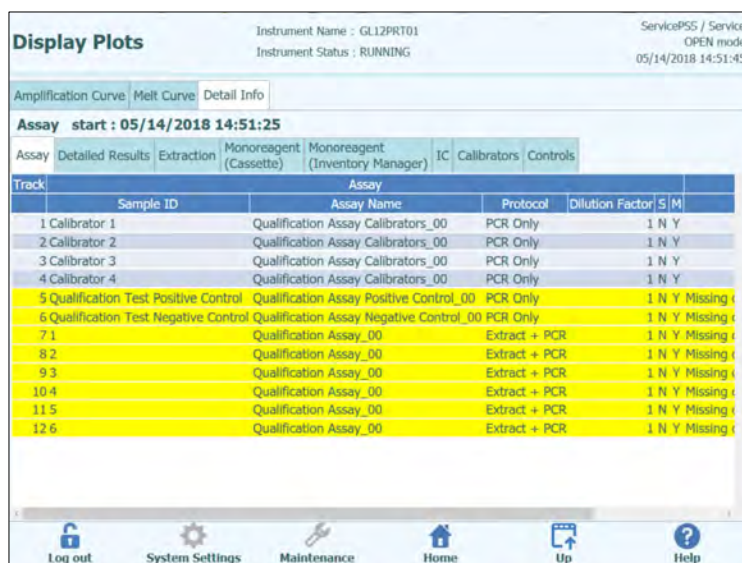 Display Plots
Instrument Name : GL12PRT01
Instrument Status : RUNNING
ServicePSS / Service
OPEN mode
05/14/2018 14:51:45
Amplification Curve Melt Curve Detail Info
Assay start : 05/14/2018 14:51:25
Assay Detailed Results Extraction Monoreagent (Cassette) Monoreagent (Inventory Manager) IC Calibrators Controls
Track Assay
Sample ID Assay Name Protocol Dilution Factor S M
1 Calibrator 1 Qualification Assay Calibrators_00 PCR Only 1 N Y
2 Calibrator 2 Qualification Assay Calibrators_00 PCR Only 1 N Y
3 Calibrator 3 Qualification Assay Calibrators_00 PCR Only 1 N Y
4 Calibrator 4 Qualification Assay Calibrators_00 PCR Only 1 N Y
5 Qualification Test Positive Control Qualification Assay Positive Control_00 PCR Only 1 N Y Missing
6 Qualification Test Negative Control Qualification Assay Negative Control_00 PCR Only 1 N Y Missing
7 1 Qualification Assay_00 Extract + PCR 1 N Y Missing
8 2 Qualification Assay_00 Extract + PCR 1 N Y Missing
9 3 Qualification Assay_00 Extract + PCR 1 N Y Missing
10 4 Qualification Assay_00 Extract + PCR 1 N Y Missing
11 5 Qualification Assay_00 Extract + PCR 1 N Y Missing
12 6 Qualification Assay_00 Extract + PCR 1 N Y Missing
Log out System Settings Maintenance Home Up Help